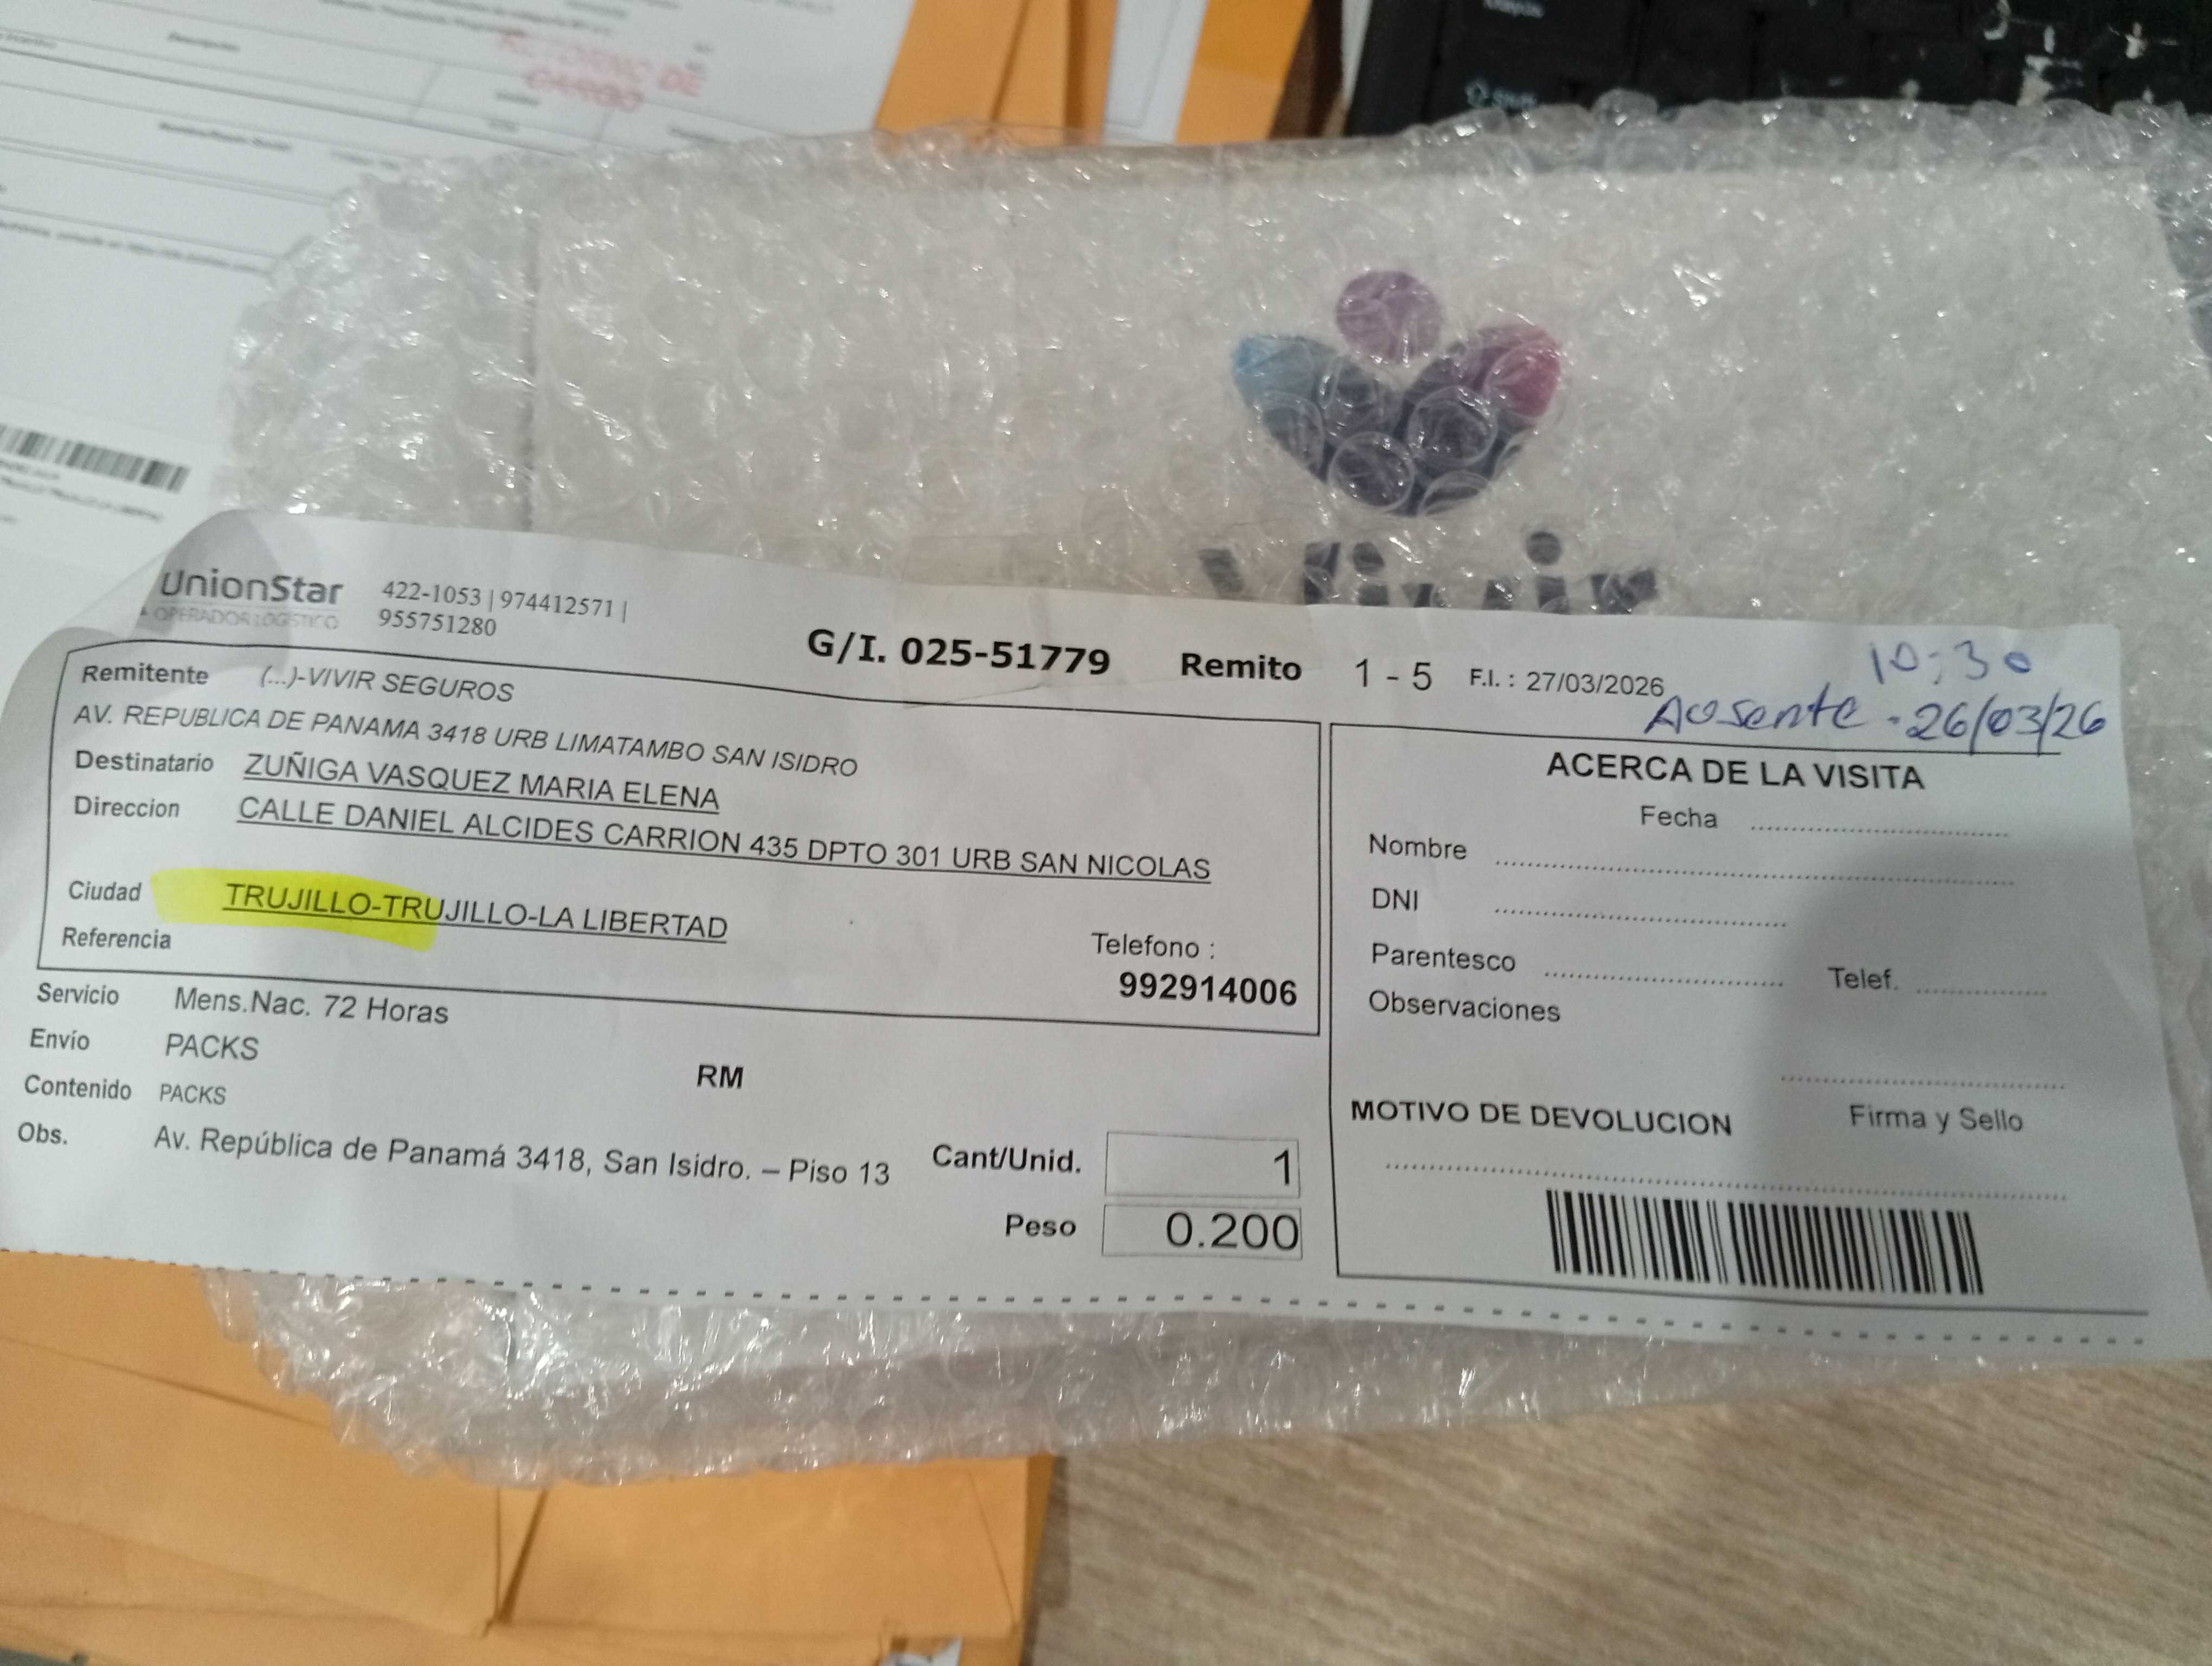 RETORNO DE
CARGO
Shift
Vivir
UnionStar
OPERADOR LOGISTICO
422-1053 | 974412571 |
955751280
G/I. 025-51779 Remito 1 - 5 F.I. : 27/03/2026
10:30
Ausente - 26/03/26
Remitente (...)-VIVIR SEGUROS
AV. REPUBLICA DE PANAMA 3418 URB LIMATAMBO SAN ISIDRO
Destinatario ZUÑIGA VASQUEZ MARIA ELENA
Direccion CALLE DANIEL ALCIDES CARRION 435 DPTO 301 URB SAN NICOLAS
Ciudad TRUJILLO-TRUJILLO-LA LIBERTAD
Referencia
Telefono :
992914006
Servicio Mens.Nac. 72 Horas
Envío PACKS
RM
Contenido PACKS
Obs. Av. República de Panamá 3418, San Isidro. – Piso 13
Cant/Unid. 1
Peso 0.200
ACERCA DE LA VISITA
Fecha
Nombre
DNI
Parentesco Telef.
Observaciones
MOTIVO DE DEVOLUCION Firma y Sello